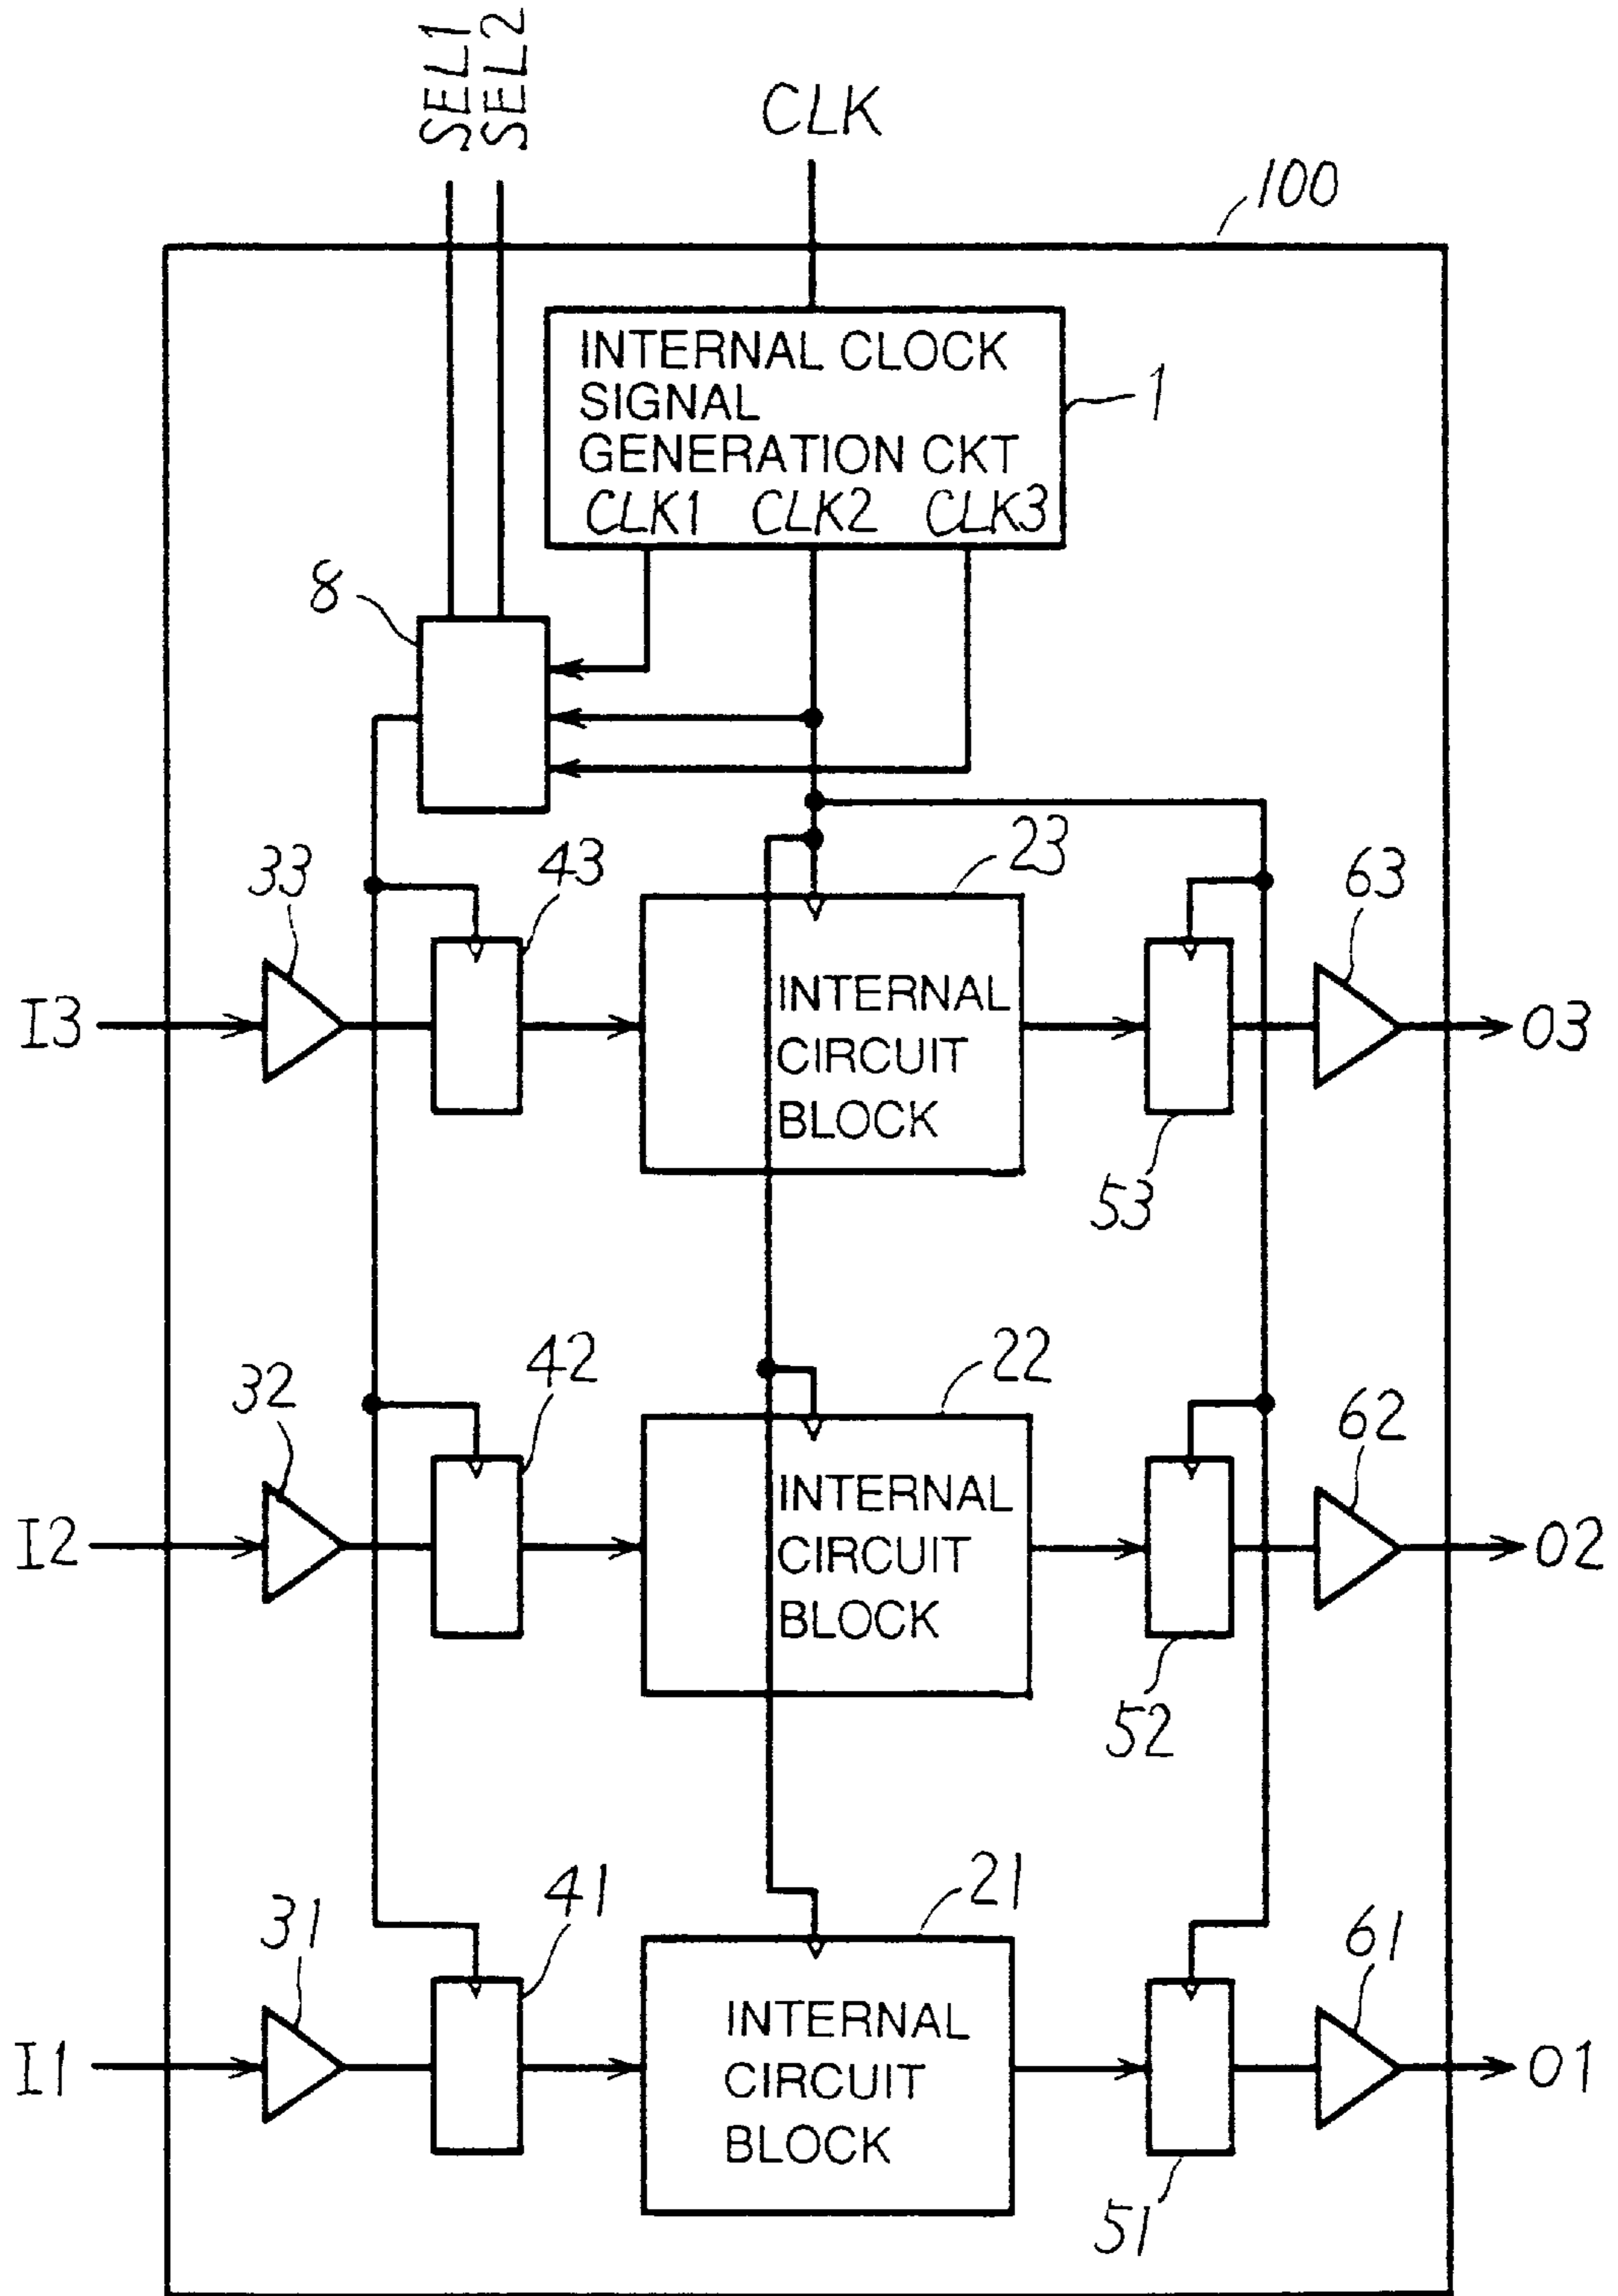 SEL1
SEL2
CLK
100
INTERNAL CLOCK
SIGNAL
GENERATION CKT
CLK1 CLK2 CLK3
1
8
33
43
23
63
I3
INTERNAL
CIRCUIT
BLOCK
O3
53
32
42
22
62
I2
INTERNAL
CIRCUIT
BLOCK
O2
52
31
41
21
61
I1
INTERNAL
CIRCUIT
BLOCK
O1
51